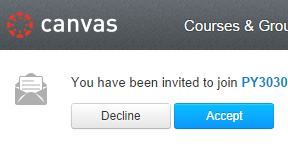 canvas
Courses & Grou
You have been invited to join PY3030
Decline
Accept